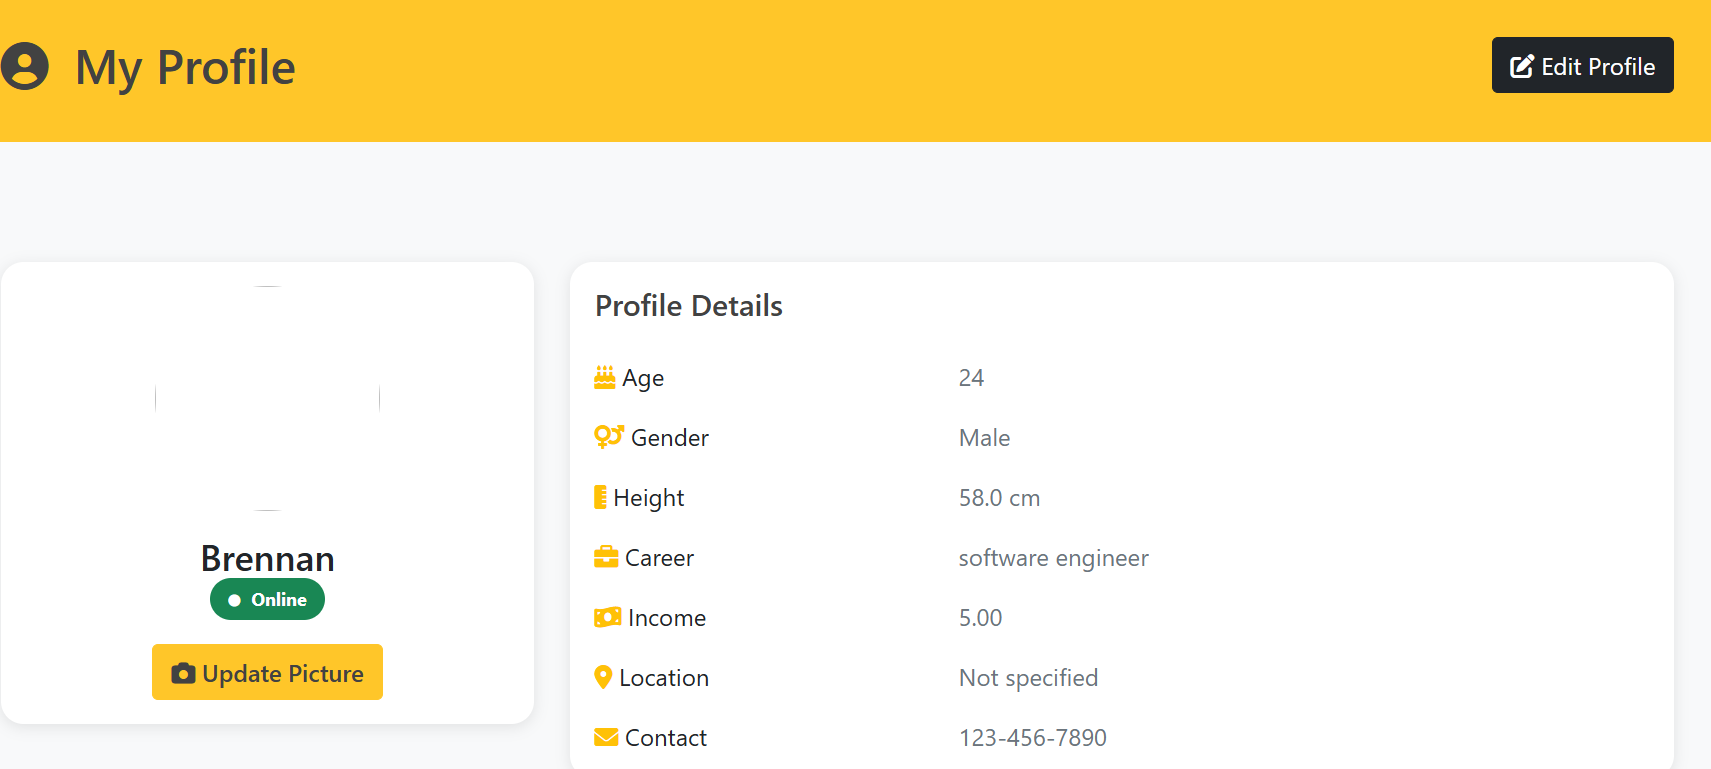 My Profile
Edit Profile
Brennan
Online
Update Picture
Profile Details
Age 24
Gender Male
Height 58.0 cm
Career software engineer
Income 5.00
Location Not specified
Contact 123-456-7890